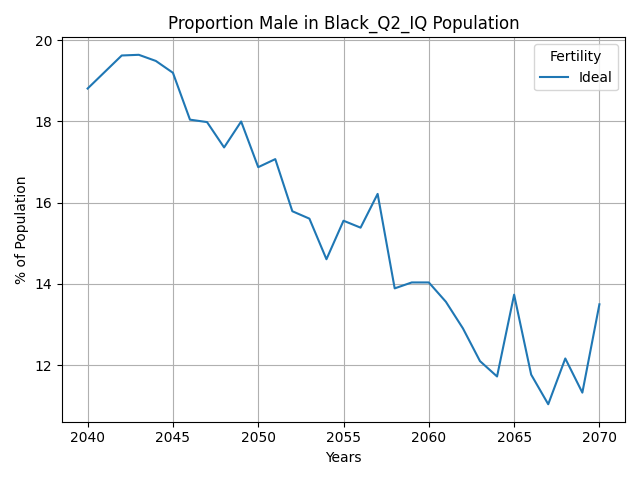 Proportion Male in Black_Q2_IQ Population
20
18
16
14
12
% of Population
Fertility
Ideal
2040 2045 2050 2055 2060 2065 2070
Years